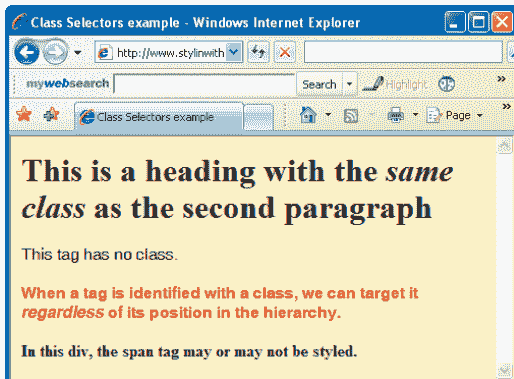 Class Selectors example - Windows Internet Explorer
http://www.stylinwith
mywebsearch Search Highlight
Class Selectors example Page
This is a heading with the same
class as the second paragraph
This tag has no class.
When a tag is identified with a class, we can target it
regardless of its position in the hierarchy.
In this div, the span tag may or may not be styled.